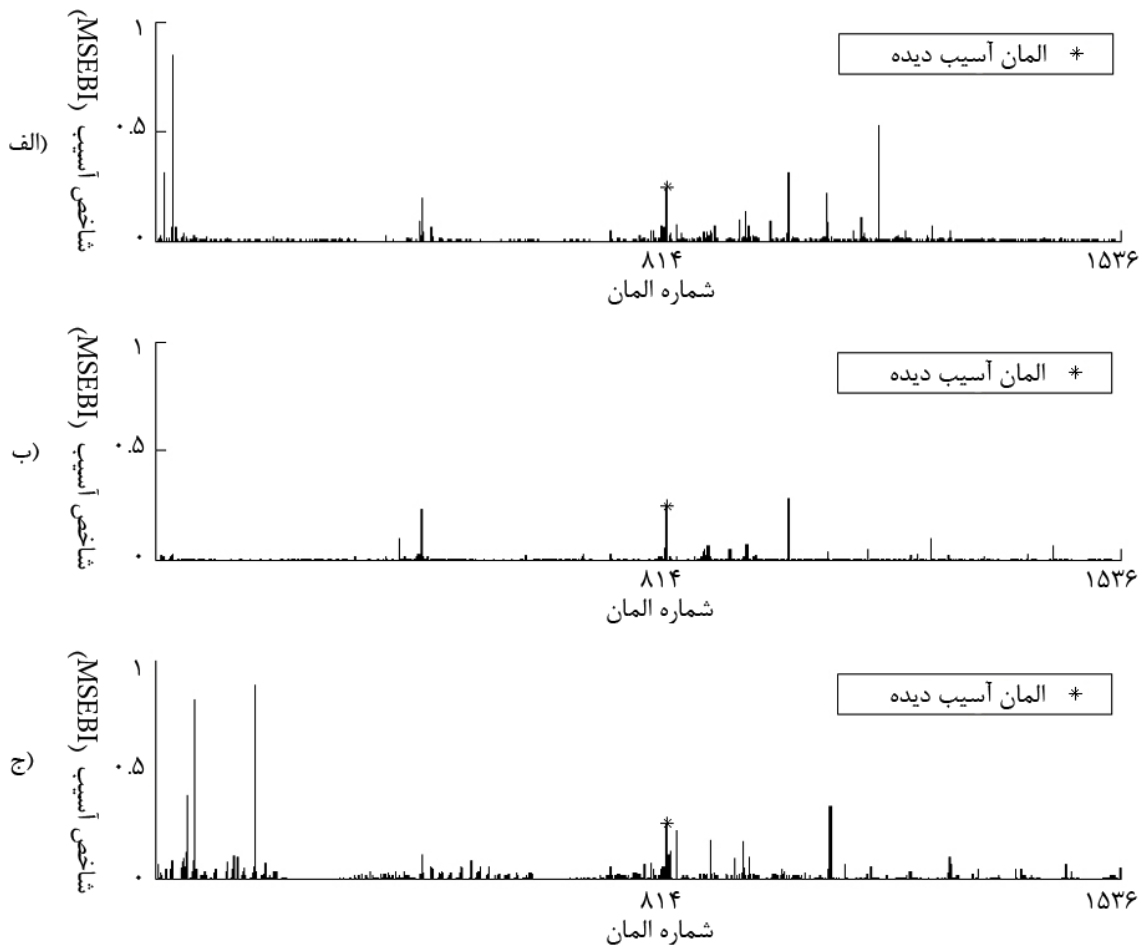 ۱
المان آسیب دیده
۰.۵
الف)
شاخص آسیب (MSEBI)
۰
۸۱۴
۱۵۳۶
شماره المان
۱
المان آسیب دیده
۰.۵
ب)
شاخص آسیب (MSEBI)
۰
۸۱۴
۱۵۳۶
شماره المان
۱
المان آسیب دیده
۰.۵
ج)
شاخص آسیب (MSEBI)
۰
۸۱۴
۱۵۳۶
شماره المان